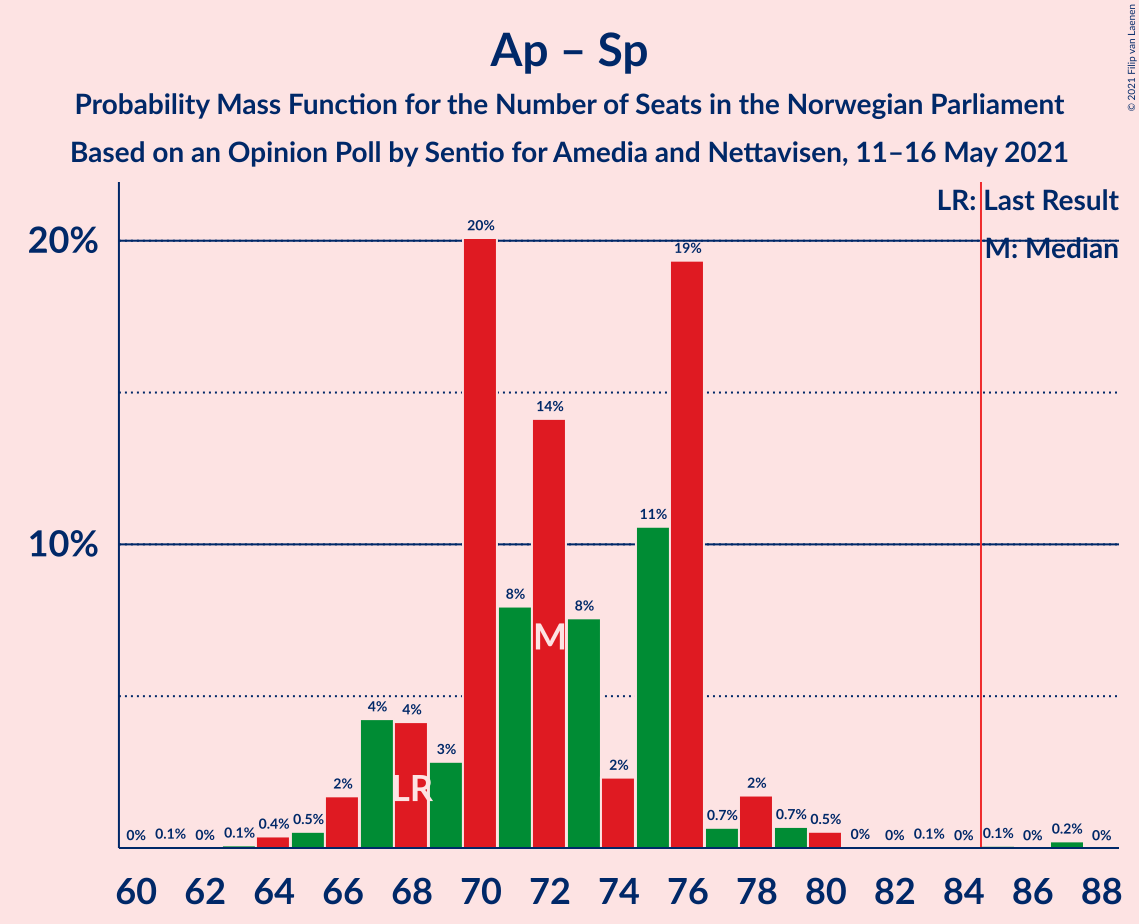 Ap – Sp
Probability Mass Function for the Number of Seats in the Norwegian Parliament
Based on an Opinion Poll by Sentio for Amedia and Nettavisen, 11–16 May 2021
© 2021 Filip van Laenen
LR: Last Result
M: Median
20%
10%
0% 0.1% 0% 0.1% 0.4% 0.5% 2% 4% 4% 3% 20% 8% 14% 8% 2% 11% 19% 0.7% 2% 0.7% 0.5% 0% 0% 0.1% 0% 0.1% 0% 0.2% 0%
M
LR
60 62 64 66 68 70 72 74 76 78 80 82 84 86 88